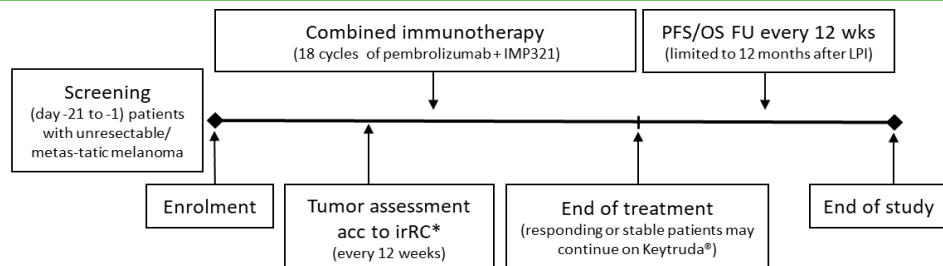 Combined immunotherapy
(18 cycles of pembrolizumab + IMP321)
PFS/OS FU every 12 wks
(limited to 12 months after LPI)
Screening
(day -21 to -1) patients
with unresectable/
metas-tatic melanoma
Enrolment
Tumor assessment
acc to irRC*
(every 12 weeks)
End of treatment
(responding or stable patients may
continue on Keytruda®)
End of study